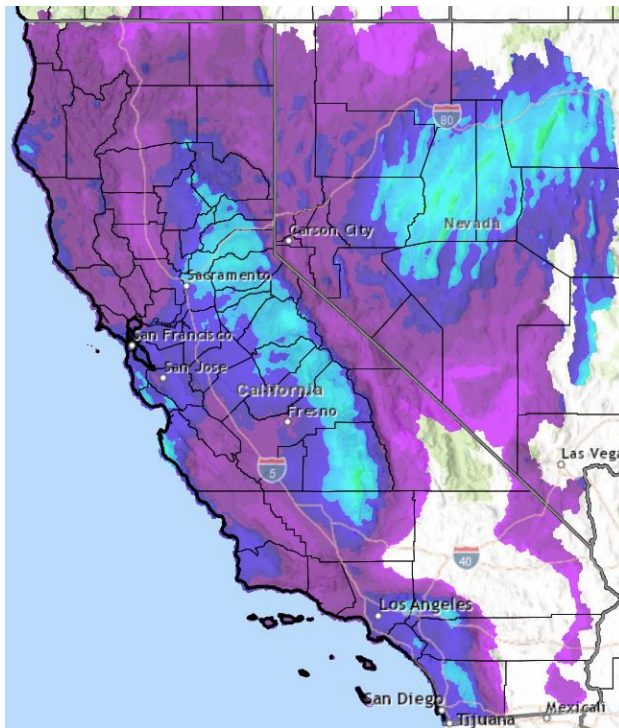 80
Nevada
Carson City
Sacramento
San Francisco
San Jose
California
Fresno
5
Las Vega
40
Los Angeles
San Diego
Tijuana
Mexicali